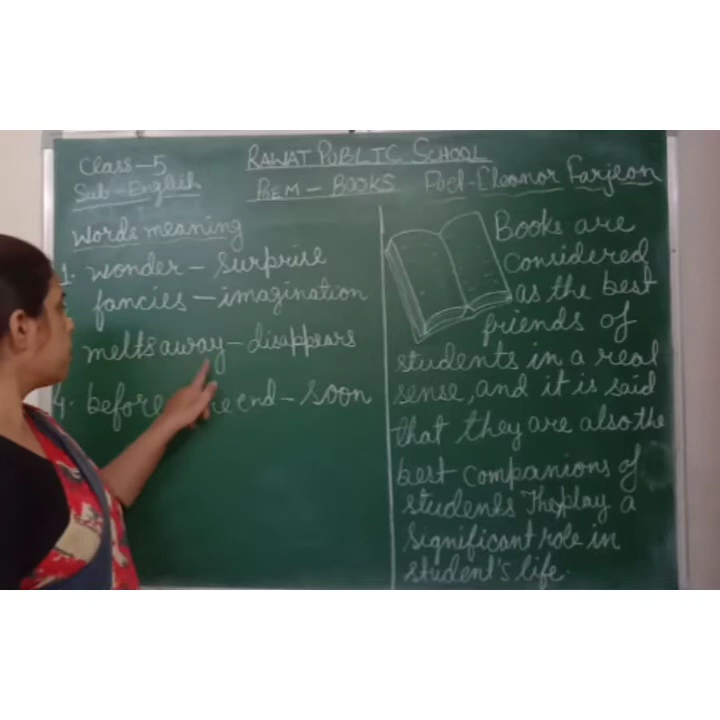 Class-5
RAWAT PUBLIC SCHOOL
Sub-English
POEM - BOOKS Poet-Eleonor Farjeon
Words meaning
1. wonder - surprise
fancies - imagination
melts away - disappears
4. before end - soon
Books are
considered
as the best
friends of
students in a real
sense, and it is said
that they are also the
best companions of
students They play a
significant role in
student's life.